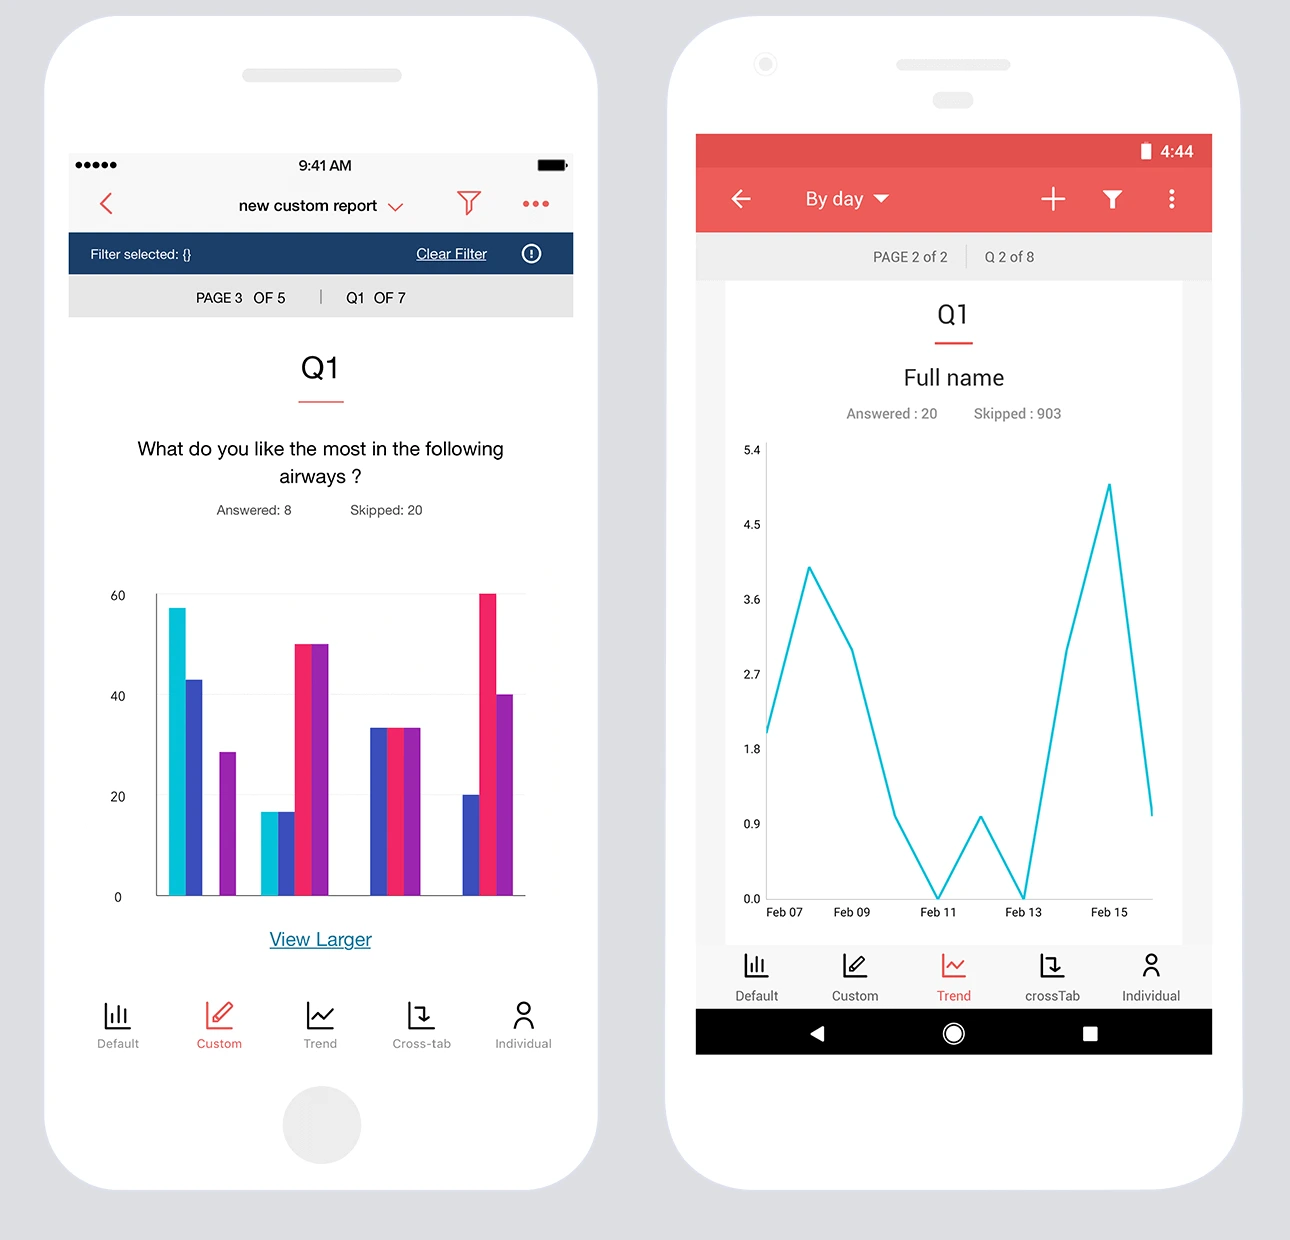 9:41 AM
new custom report
Filter selected: {}
Clear Filter
PAGE 3 OF 5 | Q1 OF 7
Q1
What do you like the most in the following
airways ?
Answered: 8
Skipped: 20
60
40
20
0
View Larger
Default
Custom
Trend
Cross-tab
Individual
4:44
By day
PAGE 2 of 2
Q 2 of 8
Q1
Full name
Answered : 20
Skipped : 903
5.4
4.5
3.6
2.7
1.8
0.9
0.0
Feb 07
Feb 09
Feb 11
Feb 13
Feb 15
Default
Custom
Trend
crossTab
Individual